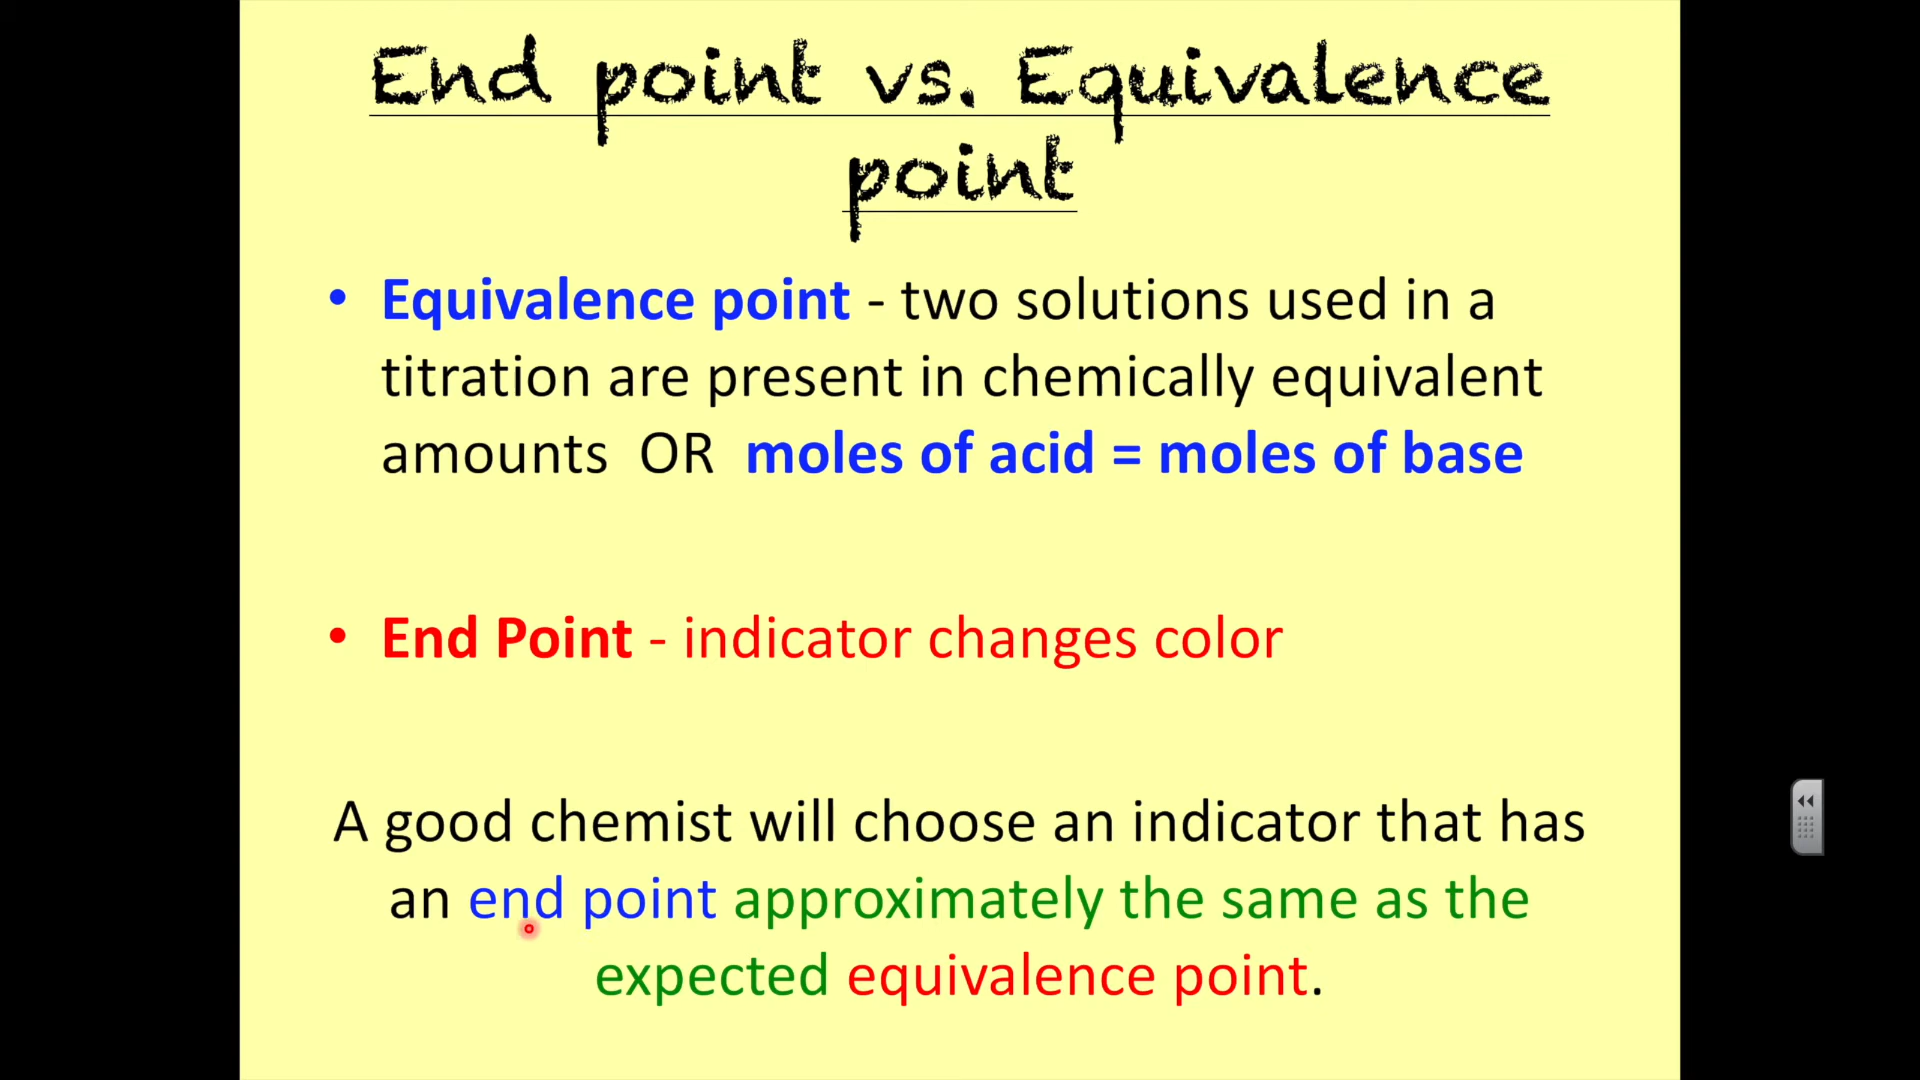 End point vs. Equivalence
point
• Equivalence point - two solutions used in a
titration are present in chemically equivalent
amounts OR moles of acid = moles of base
• End Point - indicator changes color
A good chemist will choose an indicator that has
an end point approximately the same as the
expected equivalence point.